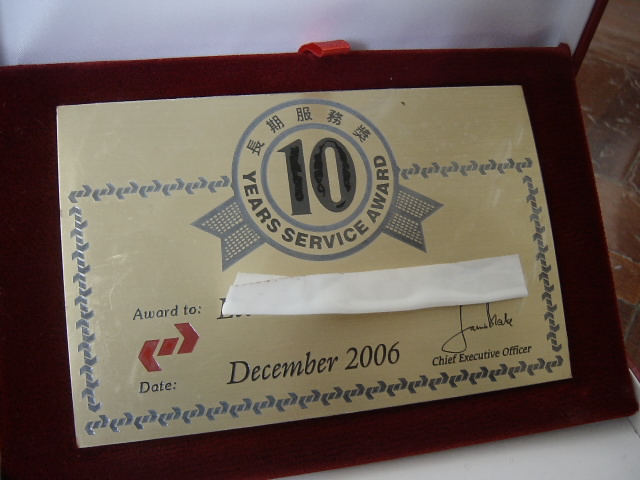 長期服務獎
10
YEARS SERVICE AWARD
Award to:
Date:
December 2006
Chief Executive Officer